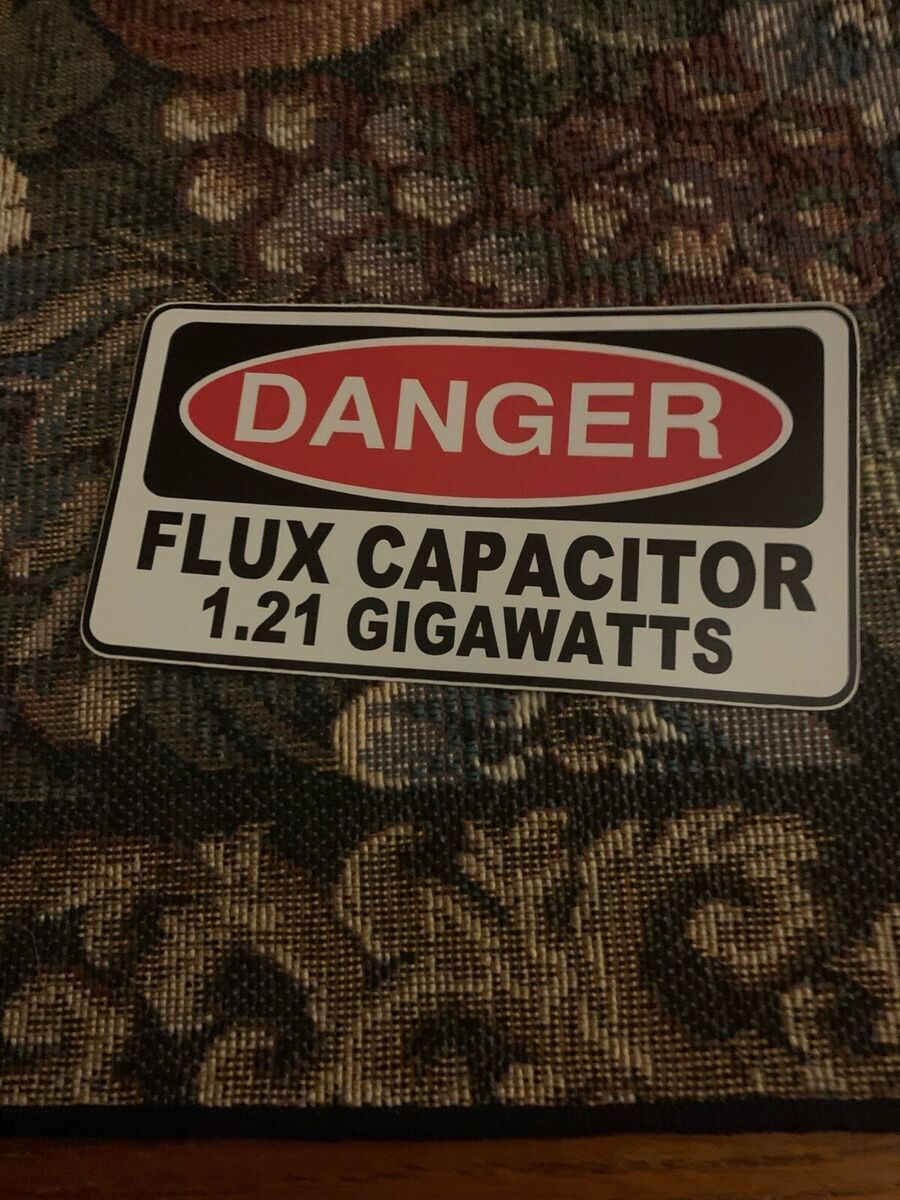 DANGER
FLUX CAPACITOR
1.21 GIGAWATTS